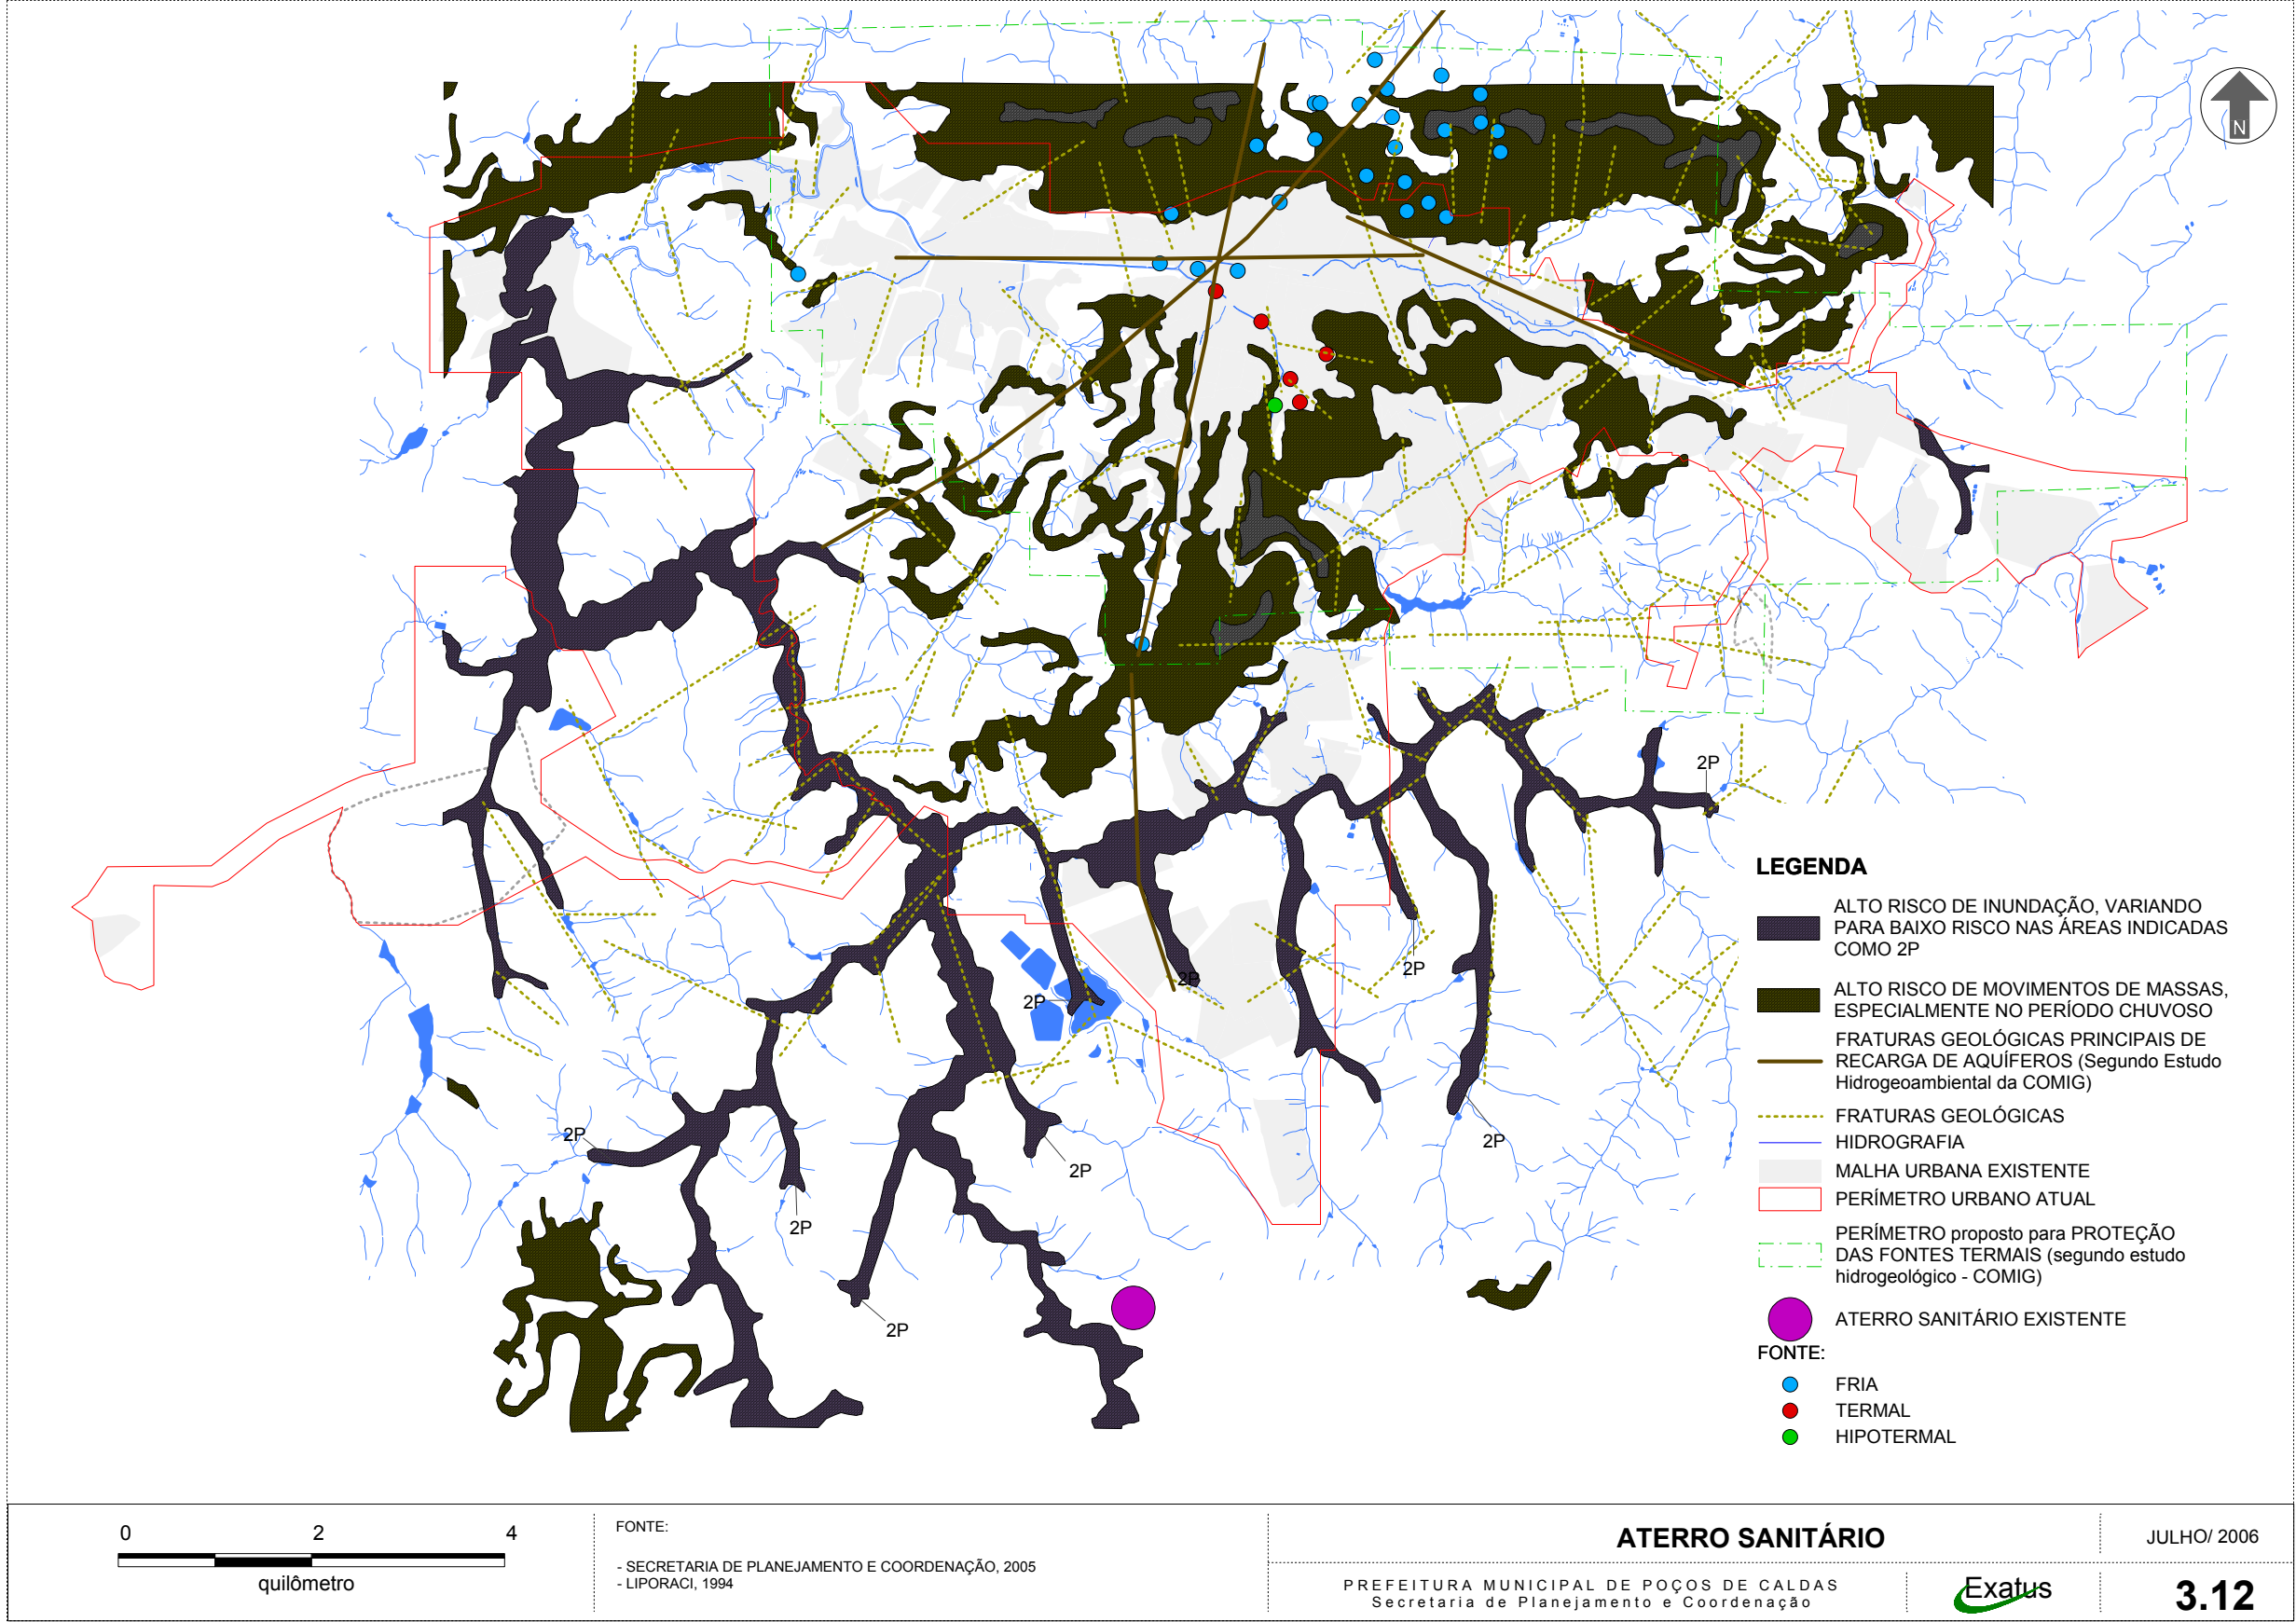 N
2P
2P
2P
2P
2P
2P
2P
2P
2P
2P
LEGENDA
ALTO RISCO DE INUNDAÇÃO, VARIANDO
PARA BAIXO RISCO NAS ÁREAS INDICADAS
COMO 2P
ALTO RISCO DE MOVIMENTOS DE MASSAS,
ESPECIALMENTE NO PERÍODO CHUVOSO
FRATURAS GEOLÓGICAS PRINCIPAIS DE
RECARGA DE AQUÍFEROS (Segundo Estudo
Hidrogeoambiental da COMIG)
FRATURAS GEOLÓGICAS
HIDROGRAFIA
MALHA URBANA EXISTENTE
PERÍMETRO URBANO ATUAL
PERÍMETRO proposto para PROTEÇÃO
DAS FONTES TERMAIS (segundo estudo
hidrogeológico - COMIG)
ATERRO SANITÁRIO EXISTENTE
FONTE:
FRIA
TERMAL
HIPOTERMAL
0 2 4
quilômetro
FONTE:
- SECRETARIA DE PLANEJAMENTO E COORDENAÇÃO, 2005
- LIPORACI, 1994
ATERRO SANITÁRIO
JULHO/ 2006
PREFEITURA MUNICIPAL DE POÇOS DE CALDAS
Secretaria de Planejamento e Coordenação
Exatus
3.12